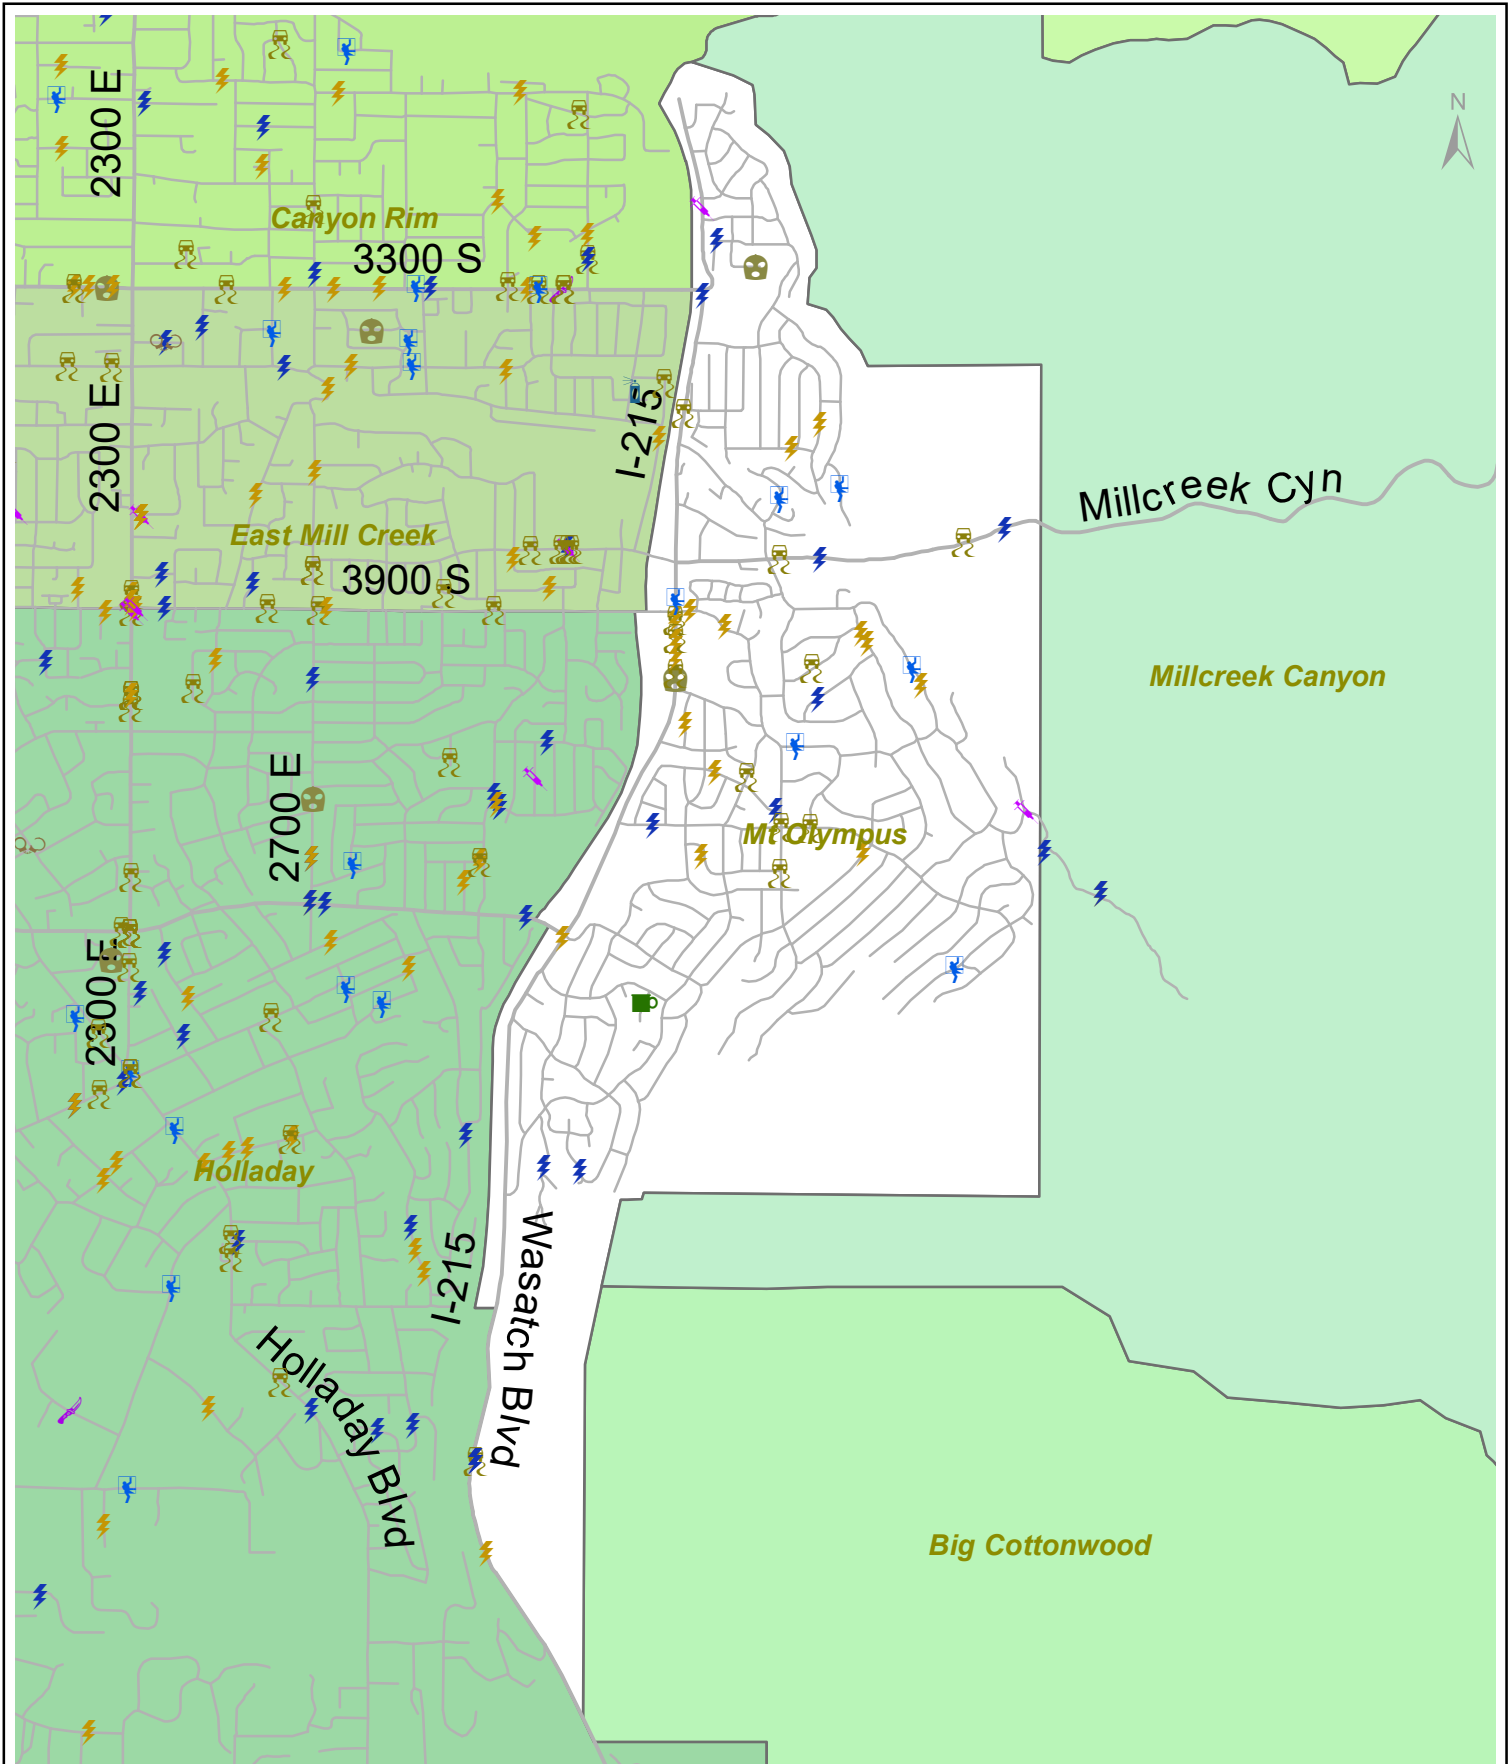 N
2300 E
Canyon Rim
3300 S
2300 E
I-215
Millcreek Cyn
East Mill Creek
3900 S
Millcreek Canyon
2700 E
Mt Olympus
2300 E
Holladay
I-215
Wasatch Blvd
Holladay Blvd
Big Cottonwood